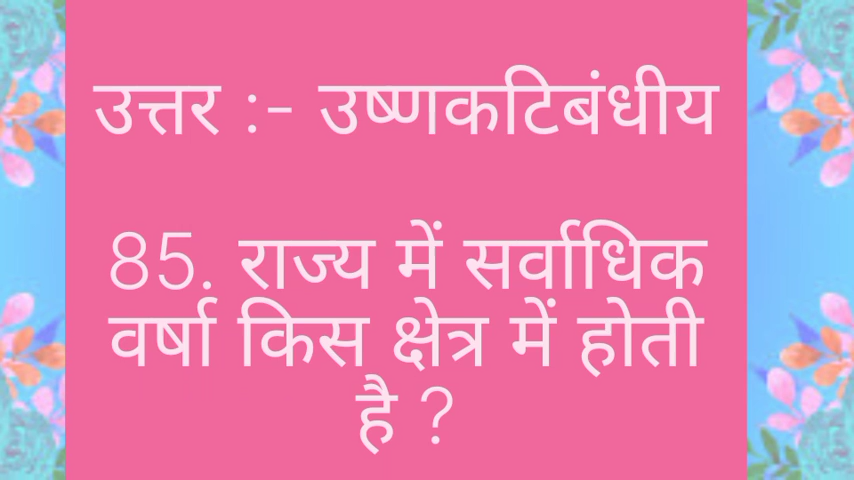 उत्तर :- उष्णकटिबंधीय
85. राज्य में सर्वाधिक
वर्षा किस क्षेत्र में होती
है ?